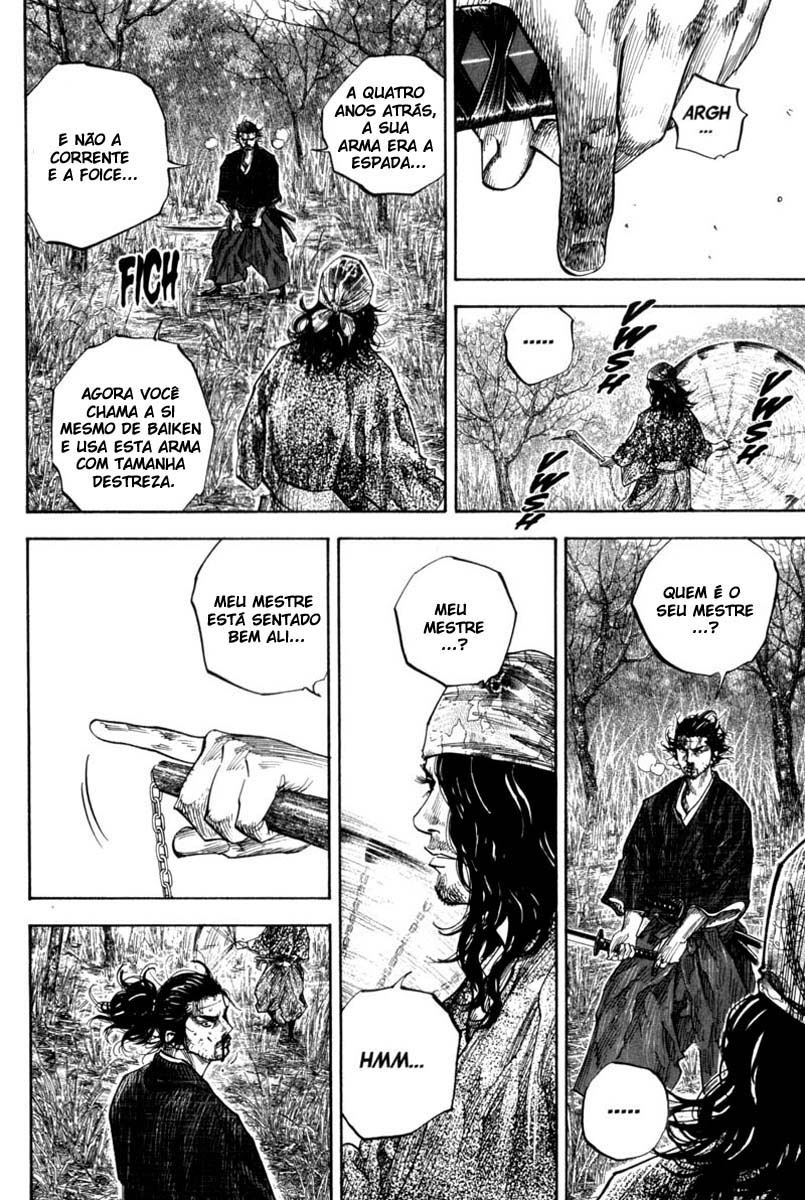 ARGH
...
.....
VWSH
VWSH
VWSH
A QUATRO
ANOS ATRÁS,
A SUA
ARMA ERA A
ESPADA...
E NÃO A
CORRENTE
E A FOICE...
FICH
AGORA VOCÊ
CHAMA A SI
MESMO DE BAIKEN
E USA ESTA ARMA
COM TAMANHA
DESTREZA.
QUEM É O
SEU MESTRE
...?
.....
MEU
MESTRE
...?
HMM...
MEU MESTRE
ESTÁ SENTADO
BEM ALI...